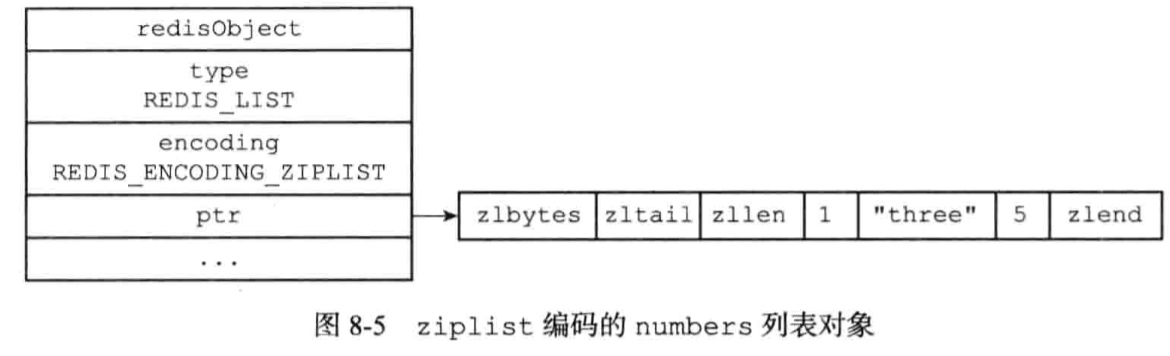 redisObject
type
REDIS_LIST
encoding
REDIS_ENCODING_ZIPLIST
ptr
zlbytes zltail zllen 1 "three" 5 zlend
...
图 8-5 ziplist 编码的 numbers 列表对象